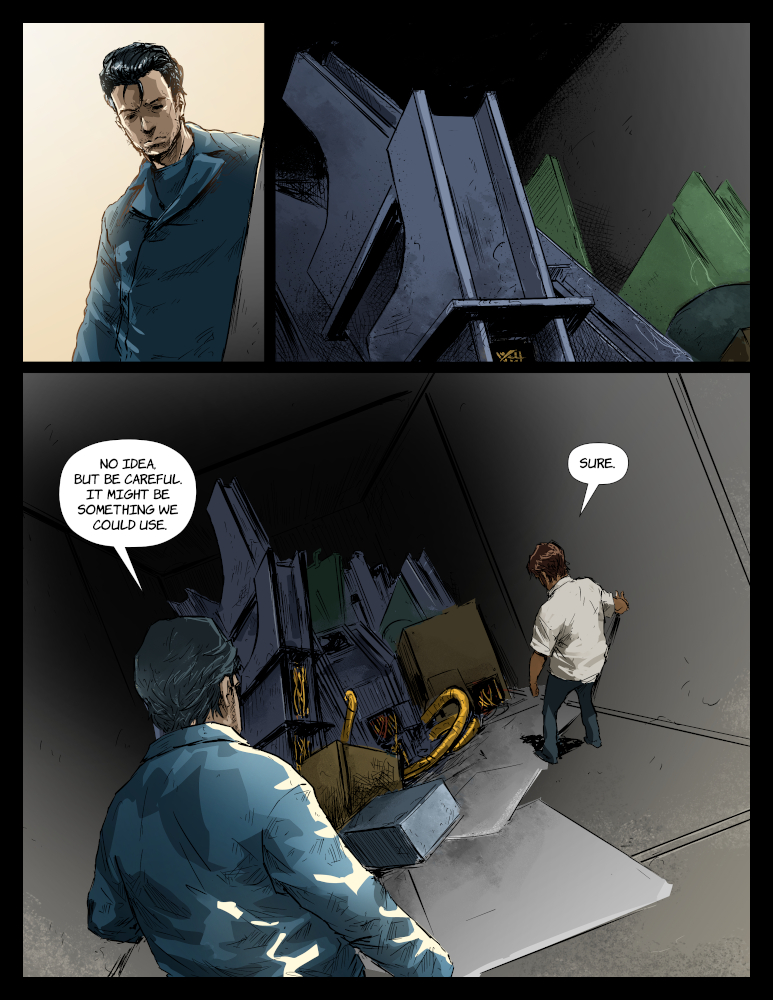 NO IDEA.
BUT BE CAREFUL.
IT MIGHT BE
SOMETHING WE
COULD USE.
SURE.